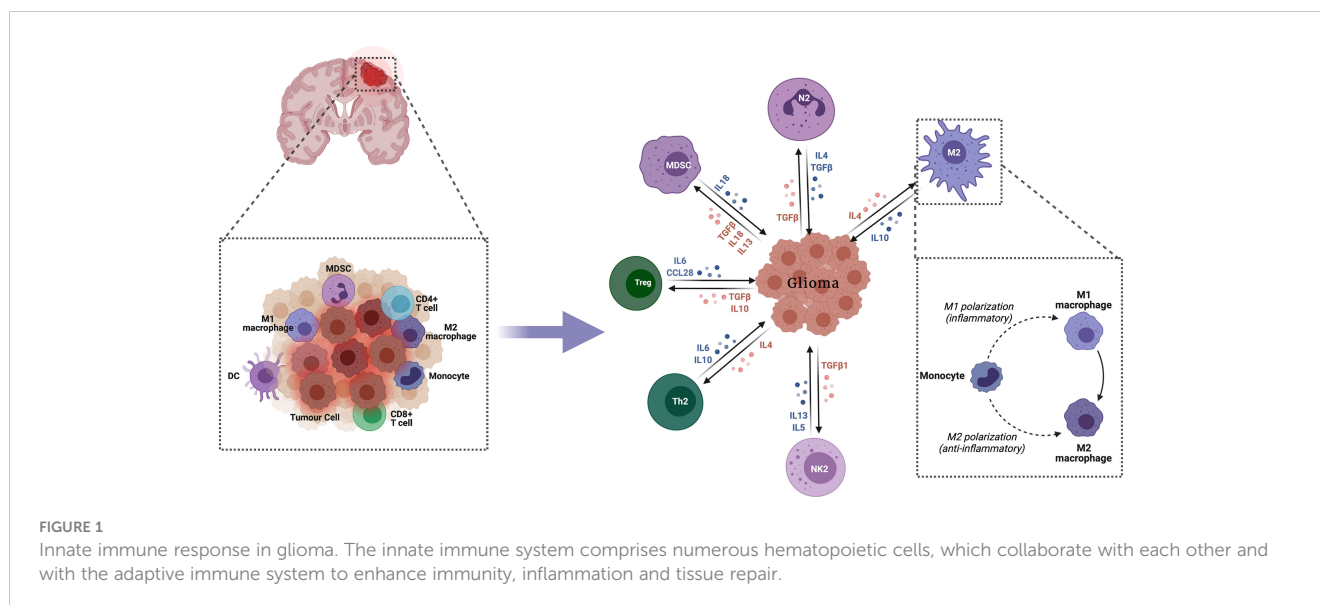 MDSC
CD4+
T cell
M1
macrophage
M2
macrophage
DC
Monocyte
Tumour Cell
CD8+
T cell
N2
IL4
TGFβ
TGFβ
MDSC
IL18
TGFβ
IL18
IL13
M2
IL4
IL10
Treg
IL6
CCL28
TGFβ
IL10
Glioma
Th2
IL6
IL10
IL4
NK2
TGFβ1
IL13
IL5
M1
macrophage
M1 polarization
(inflammatory)
Monocyte
M2 polarization
(anti-inflammatory)
M2
macrophage
FIGURE 1
Innate immune response in glioma. The innate immune system comprises numerous hematopoietic cells, which collaborate with each other and
with the adaptive immune system to enhance immunity, inflammation and tissue repair.